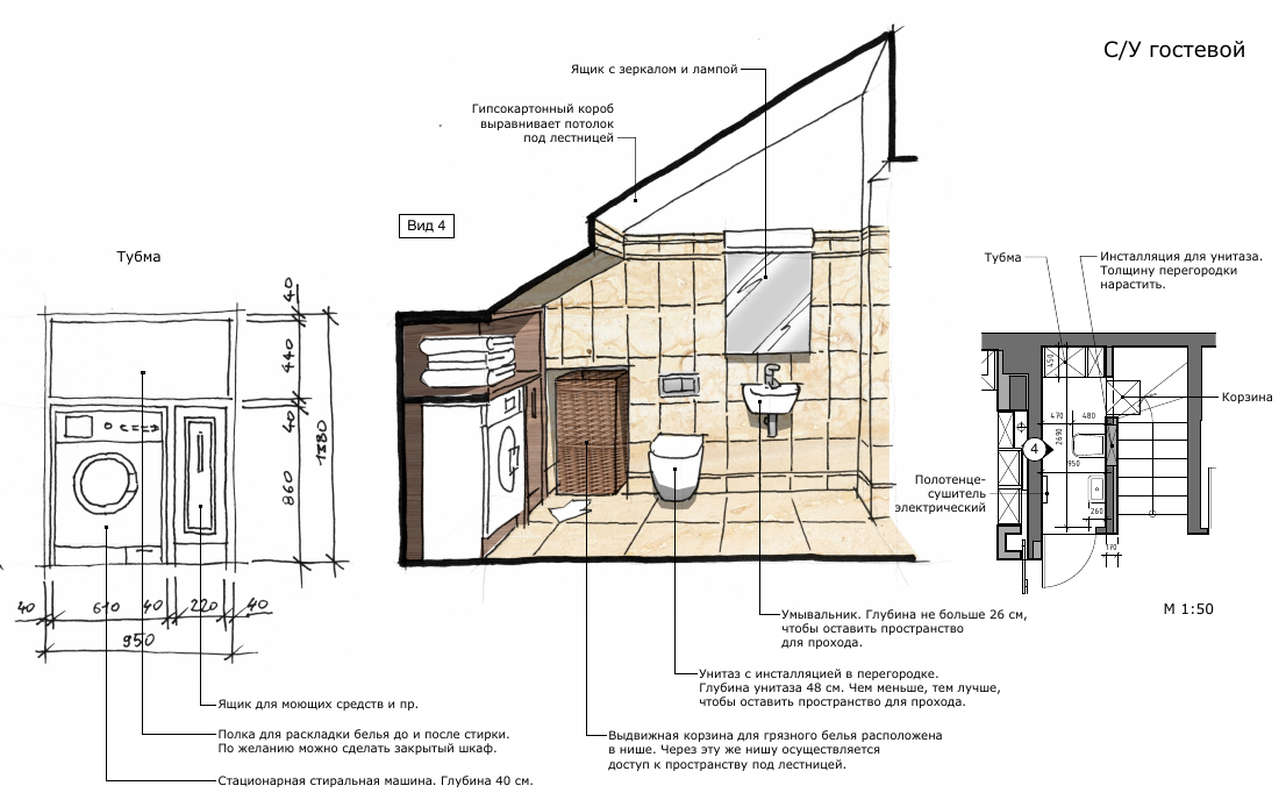 С/У гостевой
Ящик с зеркалом и лампой
Гипсокартонный короб
выравнивает потолок
под лестницей
Вид 4
Тубма
40
440
40
860
1380
40
610
40
220
40
950
Ящик для моющих средств и пр.
Полка для раскладки белья до и после стирки.
По желанию можно сделать закрытый шкаф.
Стационарная стиральная машина. Глубина 40 см.
Умывальник. Глубина не больше 26 см,
чтобы оставить пространство
для прохода.
Унитаз с инсталляцией в перегородке.
Глубина унитаза 48 см. Чем меньше, тем лучше,
чтобы оставить пространство для прохода.
Выдвижная корзина для грязного белья расположена
в нише. Через эту же нишу осуществляется
доступ к пространству под лестницей.
Тубма
Инсталляция для унитаза.
Толщину перегородки
нарастить.
Корзина
450
470
480
2690
4
950
Полотенце-
сушитель
электрический
260
М 1:50